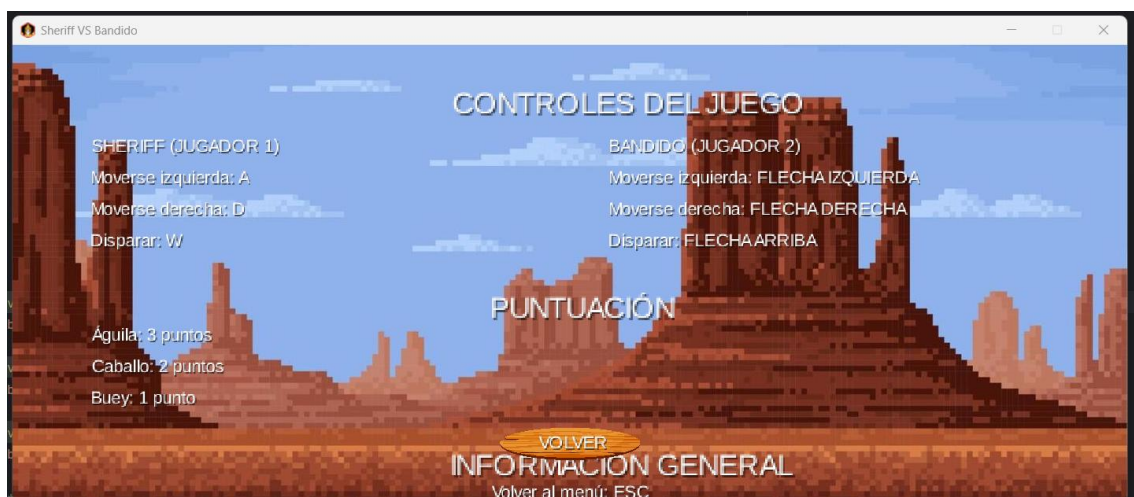 Sheriff VS Bandido
CONTROLES DEL JUEGO
SHERIFF (JUGADOR 1)
Moverse izquierda: A
Moverse derecha: D
Disparar: W
BANDIDO (JUGADOR 2)
Moverse izquierda: FLECHA IZQUIERDA
Moverse derecha: FLECHA DERECHA
Disparar: FLECHA ARRIBA
PUNTUACIÓN
Águila: 3 puntos
Caballo: 2 puntos
Buey: 1 punto
VOLVER
INFORMACIÓN GENERAL
Volver al menú: ESC